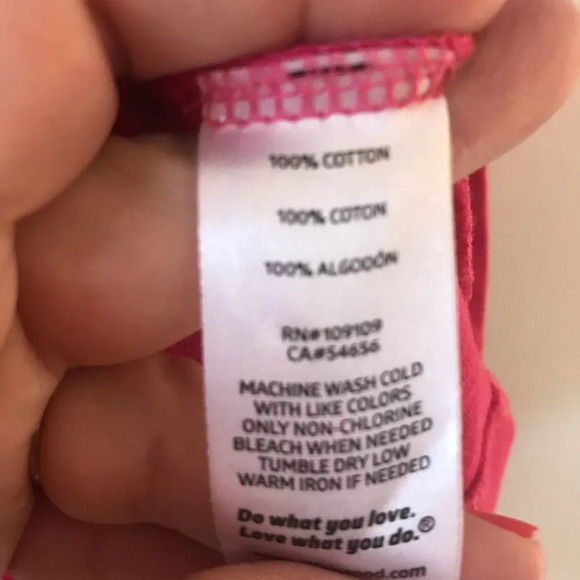 100% COTTON
100% COTON
100% ALGODÓN
RN#109109
CA#54656
MACHINE WASH COLD
WITH LIKE COLORS
ONLY NON-CHLORINE
BLEACH WHEN NEEDED
TUMBLE DRY LOW
WARM IRON IF NEEDED
Do what you love.
Love what you do.®